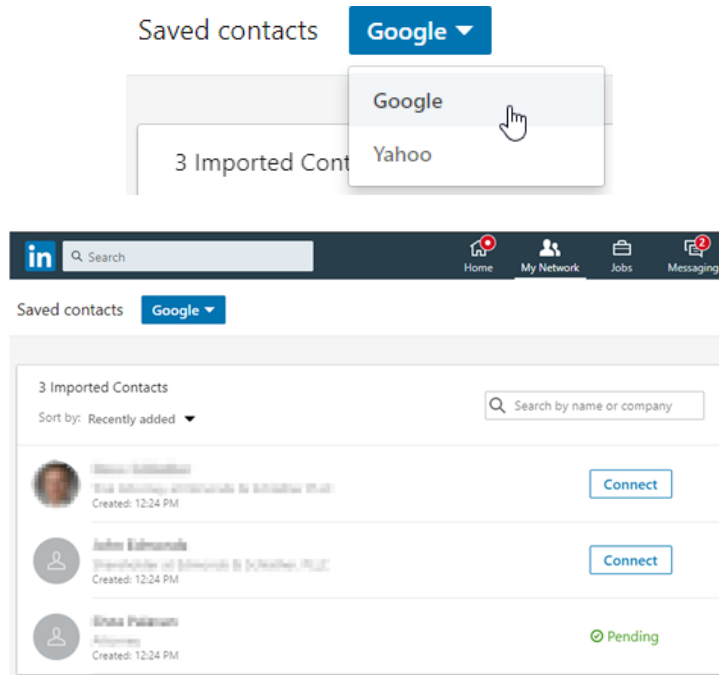 Saved contacts Google
Google
Yahoo
3 Imported Cont
in Search
Home My Network Jobs 2 Messaging
Saved contacts Google
3 Imported Contacts
Sort by: Recently added
Search by name or company
Created: 12:24 PM
Connect
Created: 12:24 PM
Connect
Created: 12:24 PM
Pending